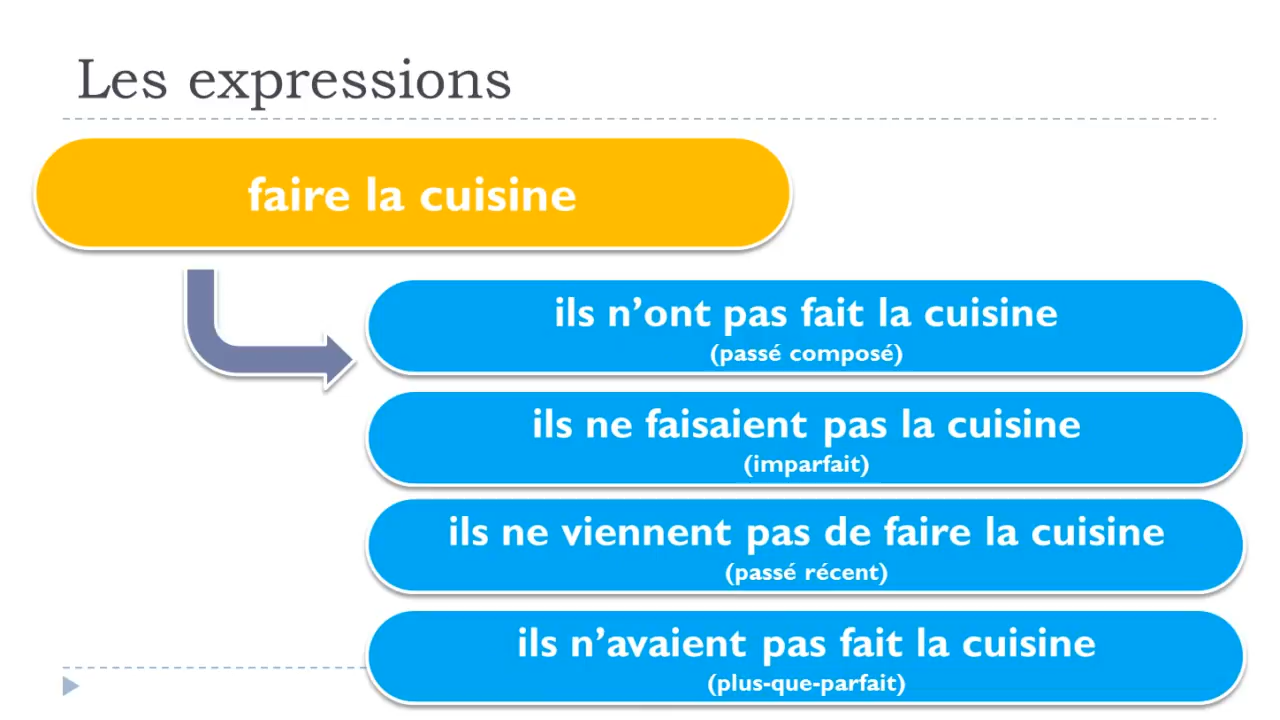 Les expressions
faire la cuisine
ils n’ont pas fait la cuisine
(passé composé)
ils ne faisaient pas la cuisine
(imparfait)
ils ne viennent pas de faire la cuisine
(passé récent)
ils n’avaient pas fait la cuisine
(plus-que-parfait)